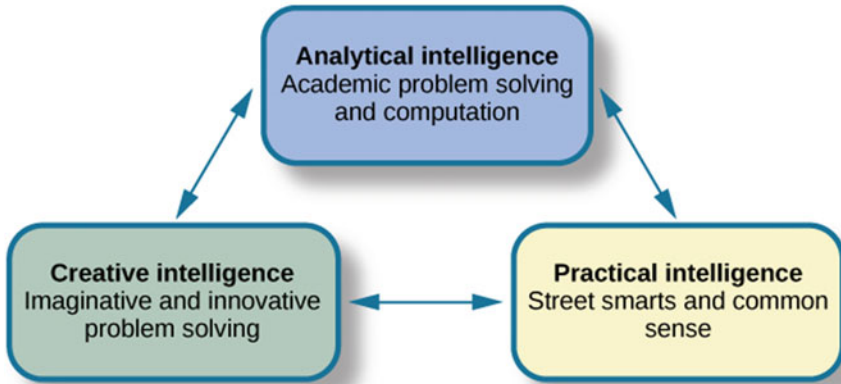 Analytical intelligence
Academic problem solving
and computation
Creative intelligence
Imaginative and innovative
problem solving
Practical intelligence
Street smarts and common
sense